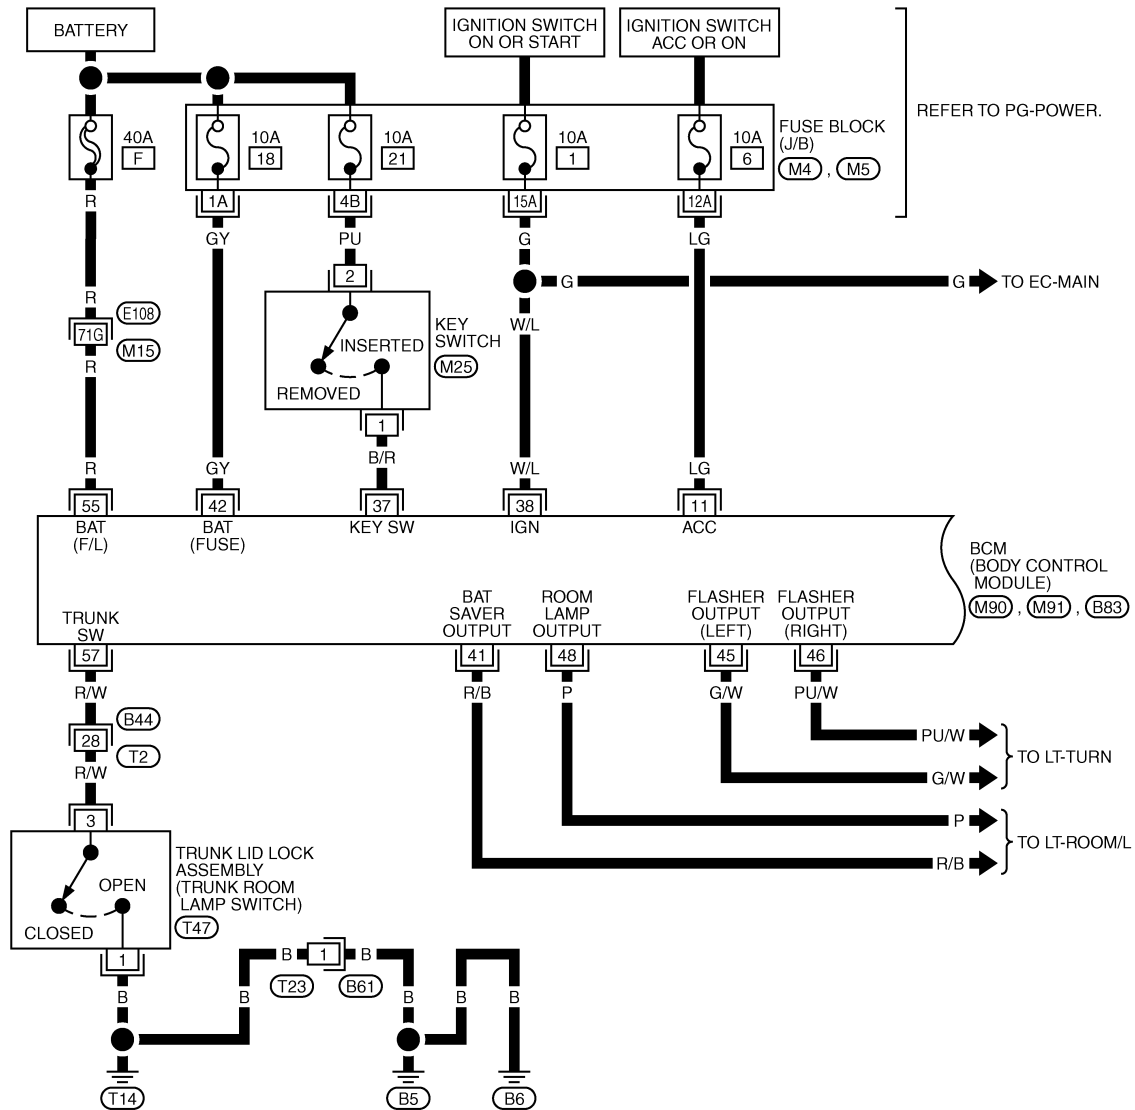 BATTERY
IGNITION SWITCH
ON OR START
IGNITION SWITCH
ACC OR ON
REFER TO PG-POWER.
40A
F
10A
18
10A
21
10A
1
10A
6
FUSE BLOCK
(J/B)
M4 , M5
R
1A
4B
15A
12A
GY
PU
G
LG
2
G
G
TO EC-MAIN
R
E108
71G
M15
R
W/L
KEY
SWITCH
M25
INSERTED
REMOVED
1
B/R
R
GY
W/L
LG
55
42
37
38
11
BAT
(F/L)
BAT
(FUSE)
KEY SW
IGN
ACC
BCM
(BODY CONTROL
MODULE)
M90 , M91 , B83
TRUNK
SW
BAT
SAVER
OUTPUT
ROOM
LAMP
OUTPUT
FLASHER
OUTPUT
(LEFT)
FLASHER
OUTPUT
(RIGHT)
57
41
48
45
46
R/W
R/B
P
G/W
PU/W
B44
28
T2
R/W
PU/W
G/W
TO LT-TURN
P
R/B
TO LT-ROOM/L
3
TRUNK LID LOCK
ASSEMBLY
(TRUNK ROOM
LAMP SWITCH)
T47
OPEN
CLOSED
1
B
B
B
1
B
T23
B61
B
B
B
T14
B5
B6